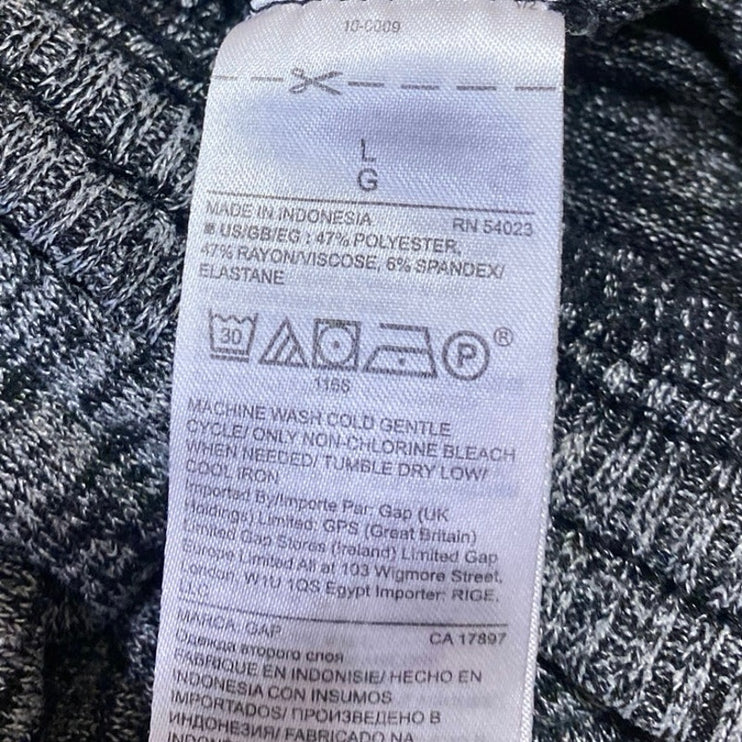 10-0009
L
G
MADE IN INDONESIA RN 54023
US/GB/EG : 47% POLYESTER,
47% RAYON/VISCOSE, 6% SPANDEX/
ELASTANE
30 P ®
116S
MACHINE WASH COLD GENTLE
CYCLE/ ONLY NON-CHLORINE BLEACH
WHEN NEEDED/ TUMBLE DRY LOW/
COOL IRON
Imported By/Importe Par: Gap (UK
Holdings) Limited: GPS (Great Britain)
Limited Gap Stores (Ireland) Limited Gap
Europe Limited All at 103 Wigmore Street,
London, W1U 1QS Egypt Importer: RIGE,
LLC
MARCA: GAP CA 17897
Одежда второго слоя
FABRIQUE EN INDONISIE/ HECHO EN
INDONESIA CON INSUMOS
IMPORTADOS/ ПРОИЗВЕДЕНО В
ИНДОНЕЗИЯ/ FABRICADO NA